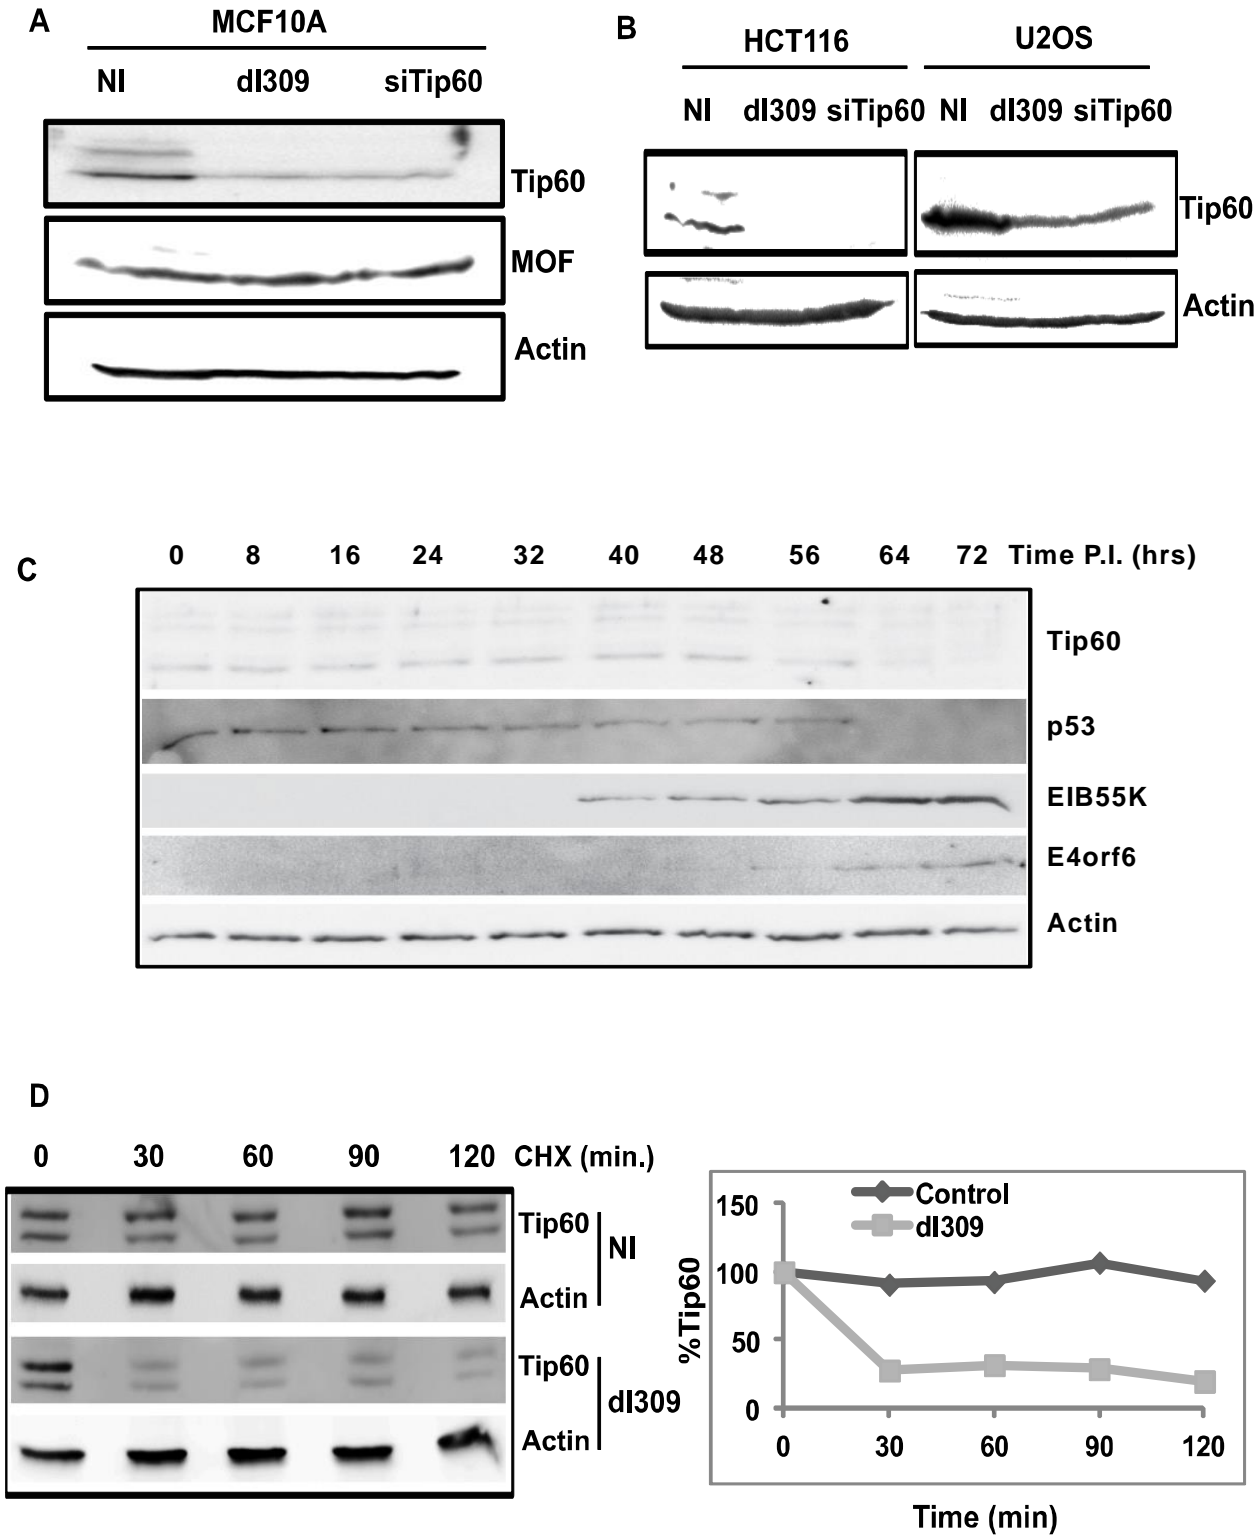 A
MCF10A
NI dl309 siTip60
Tip60
MOF
Actin
B
HCT116 U2OS
NI dl309 siTip60 NI dl309 siTip60
Tip60
Actin
C
0 8 16 24 32 40 48 56 64 72 Time P.I. (hrs)
Tip60
p53
EIB55K
E4orf6
Actin
D
0 30 60 90 120 CHX (min.)
Tip60
NI
Actin
Tip60
dl309
Actin
Control
dl309
150
100
50
0
%Tip60
0 30 60 90 120
Time (min)